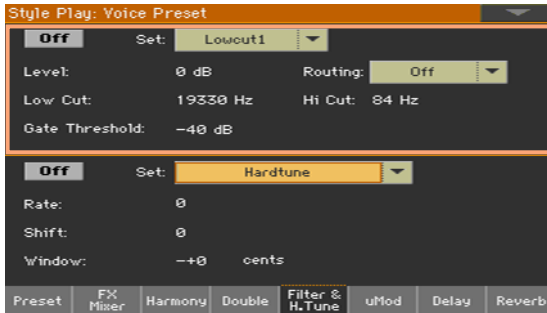 Style Play: Voice Preset
Off Set: Lowcut1
Level: 0 dB Routing: Off
Low Cut: 19330 Hz Hi Cut: 84 Hz
Gate Threshold: -40 dB
Off Set: Hardtune
Rate: 0
Shift: 0
Window: -+0 cents
Preset FX Mixer Harmony Double Filter & H.Tune uMod Delay Reverb